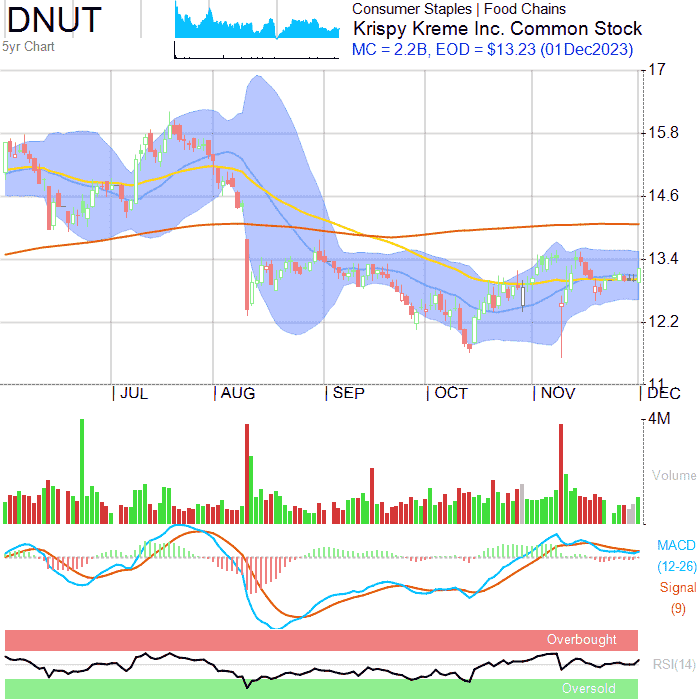 DNUT
5yr Chart
Consumer Staples | Food Chains
Krispy Kreme Inc. Common Stock
MC = 2.2B, EOD = $13.23 (01Dec2023)
17
15.8
14.6
13.4
12.2
11
JUL
AUG
SEP
OCT
NOV
DEC
4M
Volume
MACD
(12-26)
Signal
(9)
Overbought
RSI(14)
Oversold